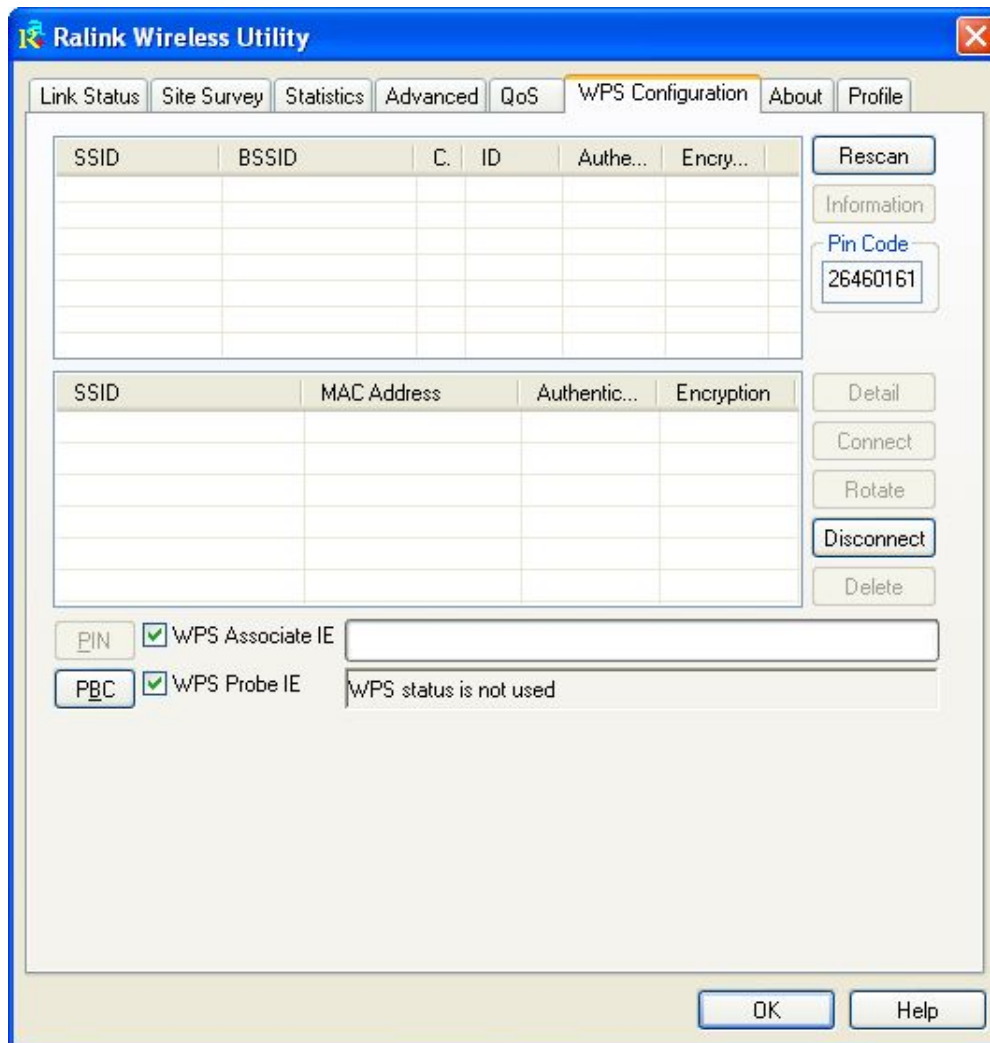 Ralink Wireless Utility
Link Status Site Survey Statistics Advanced QoS WPS Configuration About Profile
SSID BSSID C. ID Authe... Encry...
Rescan
Information
Pin Code
26460161
SSID MAC Address Authentic... Encryption
Detail
Connect
Rotate
Disconnect
Delete
PIN WPS Associate IE
PBC WPS Probe IE WPS status is not used
OK Help